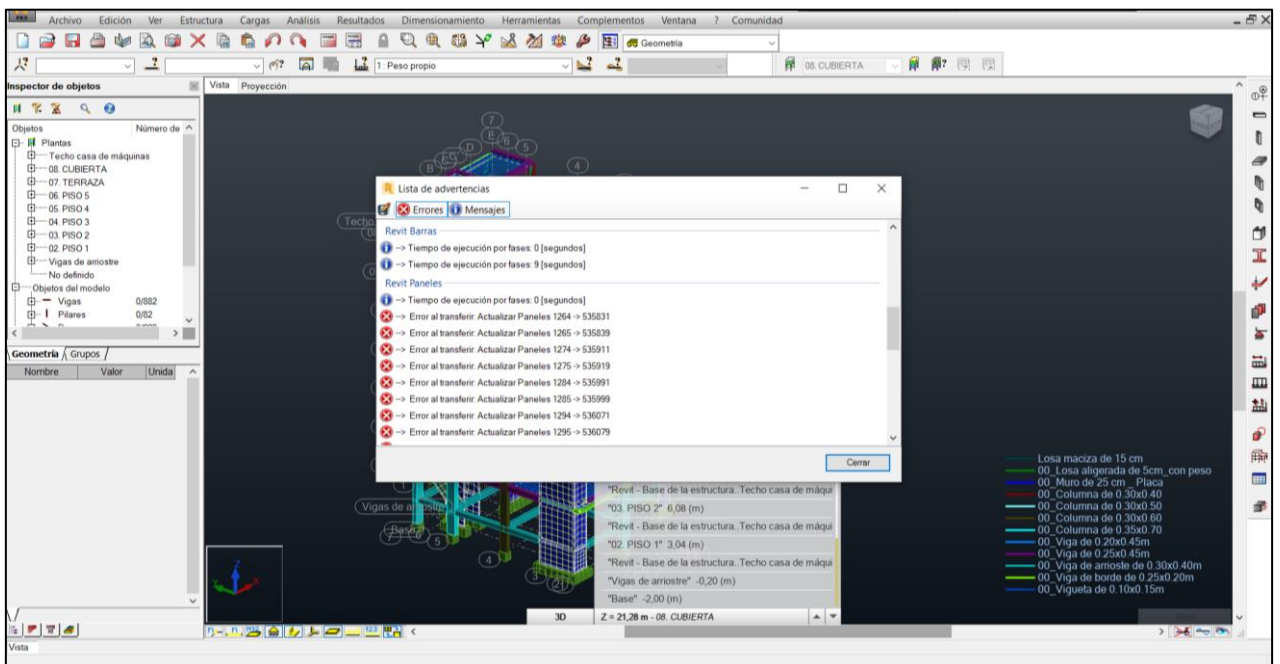 PRO Archivo Edición Ver Estructura Cargas Análisis Resultados Dimensionamiento Herramientas Complementos Ventana ? Comunidad
Geometría
1 : Peso propio
08. CUBIERTA
Inspector de objetos
Objetos Número de
Plantas
Techo casa de máquinas
08. CUBIERTA
07. TERRAZA
06. PISO 5
05. PISO 4
04. PISO 3
03. PISO 2
02. PISO 1
Vigas de arriostre
No definido
Objetos del modelo
Vigas 0/882
Pilares 0/82
Geometría Grupos
Nombre Valor Unida
Vista Proyección
7
E 6 5
D
B
4
Techo
Lista de advertencias
Errores Mensajes
Revit Barras
--> Tiempo de ejecución por fases: 0 [segundos]
--> Tiempo de ejecución por fases: 9 [segundos]
Revit Paneles
--> Tiempo de ejecución por fases: 0 [segundos]
--> Error al transferir: Actualizar Paneles 1264 -> 535831
--> Error al transferir: Actualizar Paneles 1265 -> 535839
--> Error al transferir: Actualizar Paneles 1274 -> 535911
--> Error al transferir: Actualizar Paneles 1275 -> 535919
--> Error al transferir: Actualizar Paneles 1284 -> 535991
--> Error al transferir: Actualizar Paneles 1285 -> 535999
--> Error al transferir: Actualizar Paneles 1294 -> 536071
--> Error al transferir: Actualizar Paneles 1295 -> 536079
Cerrar
Vigas de arriostre
Base
5
4
3
"Revit - Base de la estructura..Techo casa de máqui
"03. PISO 2" 6,08 (m)
"Revit - Base de la estructura..Techo casa de máqui
"02. PISO 1" 3,04 (m)
"Revit - Base de la estructura..Techo casa de máqui
"Vigas de arriostre" -0,20 (m)
"Base" -2,00 (m)
3D Z = 21,28 m - 08. CUBIERTA
Losa maciza de 15 cm
00_Losa aligerada de 5cm_con peso
00_Muro de 25 cm _ Placa
00_Columna de 0.30x0.40
00_Columna de 0.30x0.50
00_Columna de 0.30x0.60
00_Columna de 0.35x0.70
00_Viga de 0.20x0.45m
00_Viga de 0.25x0.45m
00_Viga de arrioste de 0.30x0.40m
00_Viga de borde de 0.25x0.20m
00_Vigueta de 0.10x0.15m
Vista